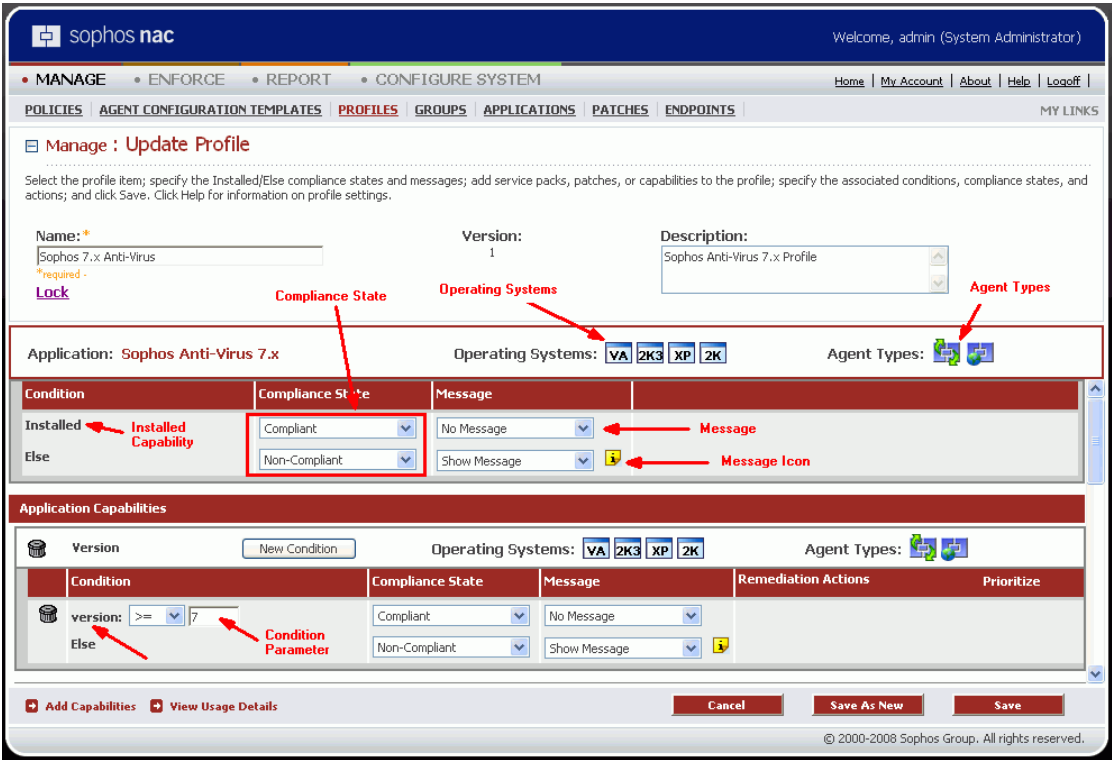 sophos nac
Welcome, admin (System Administrator)
• MANAGE • ENFORCE • REPORT • CONFIGURE SYSTEM
Home | My Account | About | Help | Logoff |
POLICIES | AGENT CONFIGURATION TEMPLATES | PROFILES | GROUPS | APPLICATIONS | PATCHES | ENDPOINTS
MY LINKS
Manage : Update Profile
Select the profile item; specify the Installed/Else compliance states and messages; add service packs, patches, or capabilities to the profile; specify the associated conditions, compliance states, and
actions; and click Save. Click Help for information on profile settings.
Name:* Version: Description:
Sophos 7.x Anti-Virus 1 Sophos Anti-Virus 7.x Profile
*required -
Lock
Compliance State
Operating Systems
Agent Types
Application: Sophos Anti-Virus 7.x Operating Systems: VA 2K3 XP 2K Agent Types:
Condition Compliance State Message
Installed Installed Capability Compliant No Message Message
Else Non-Compliant Show Message Message Icon
Application Capabilities
Version New Condition Operating Systems: VA 2K3 XP 2K Agent Types:
Condition Compliance State Message Remediation Actions Prioritize
version: >= 7 Compliant No Message
Condition Parameter
Else Non-Compliant Show Message
Add Capabilities View Usage Details Cancel Save As New Save
© 2000-2008 Sophos Group. All rights reserved.